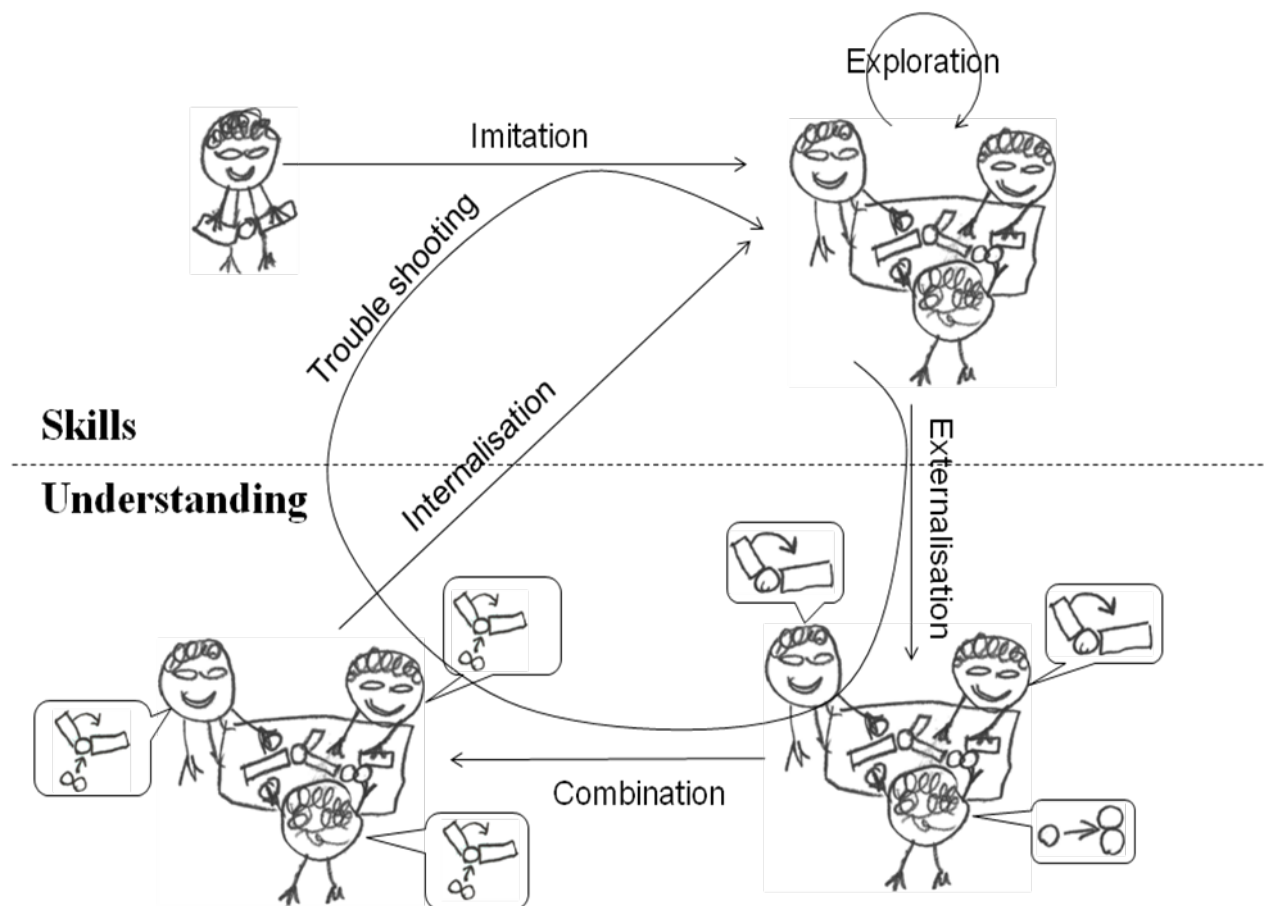 Exploration
Imitation
Trouble shooting
Internalisation
Externalisation
Skills
Understanding
Combination